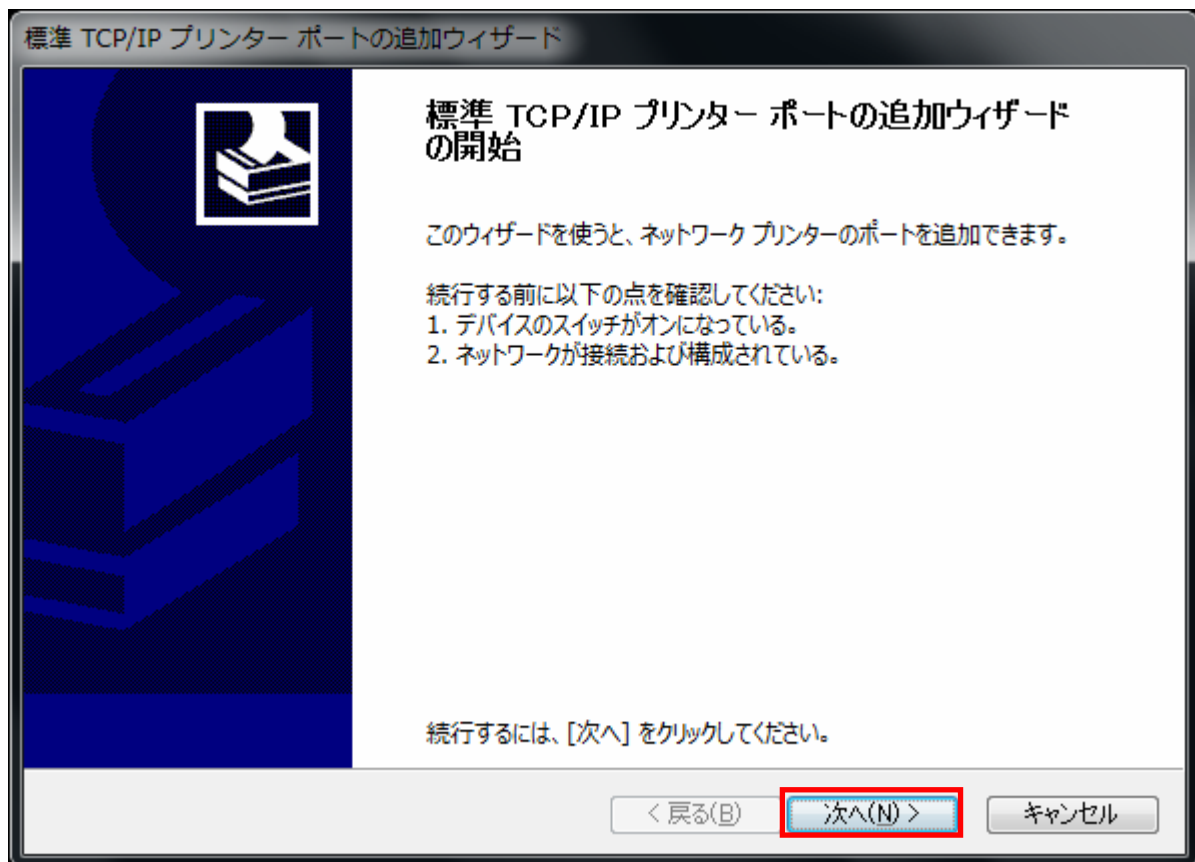 標準 TCP/IP プリンター ポートの追加ウィザード
標準 TCP/IP プリンター ポートの追加ウィザード
の開始
このウィザードを使うと、ネットワーク プリンターのポートを追加できます。
続行する前に以下の点を確認してください:
1. デバイスのスイッチがオンになっている。
2. ネットワークが接続および構成されている。
続行するには、[次へ] をクリックしてください。
< 戻る(B) 次へ(N) > キャンセル